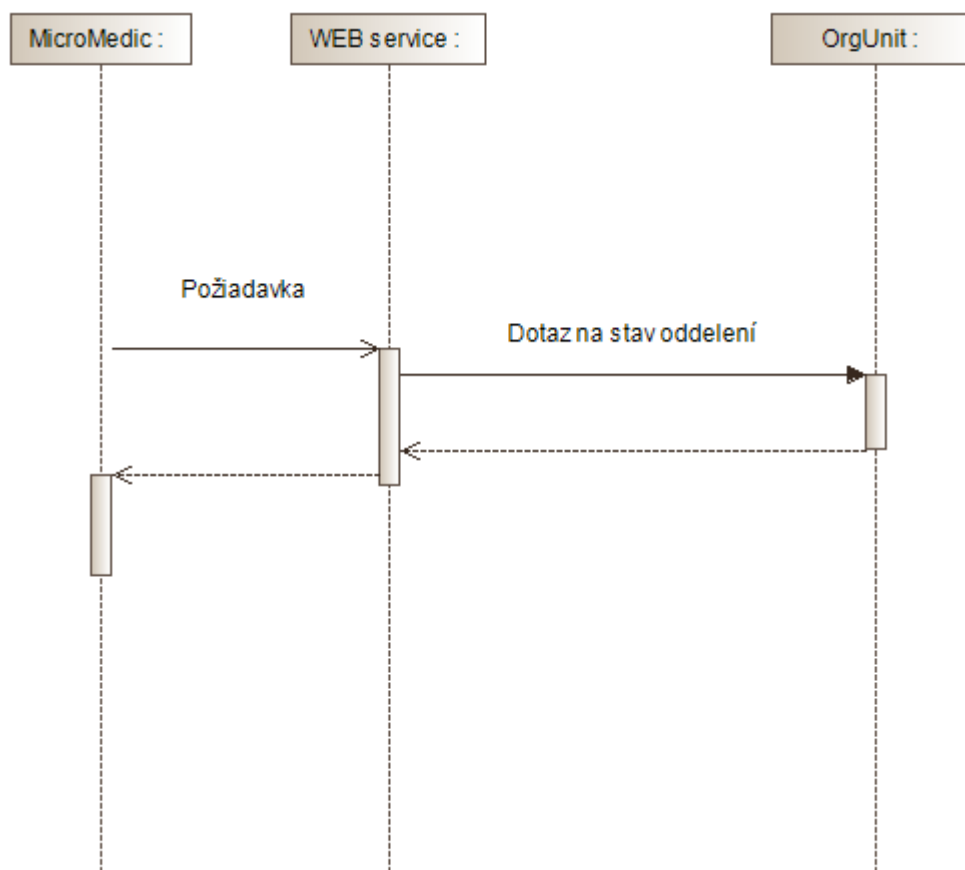 MicroMedic :
WEB service :
OrgUnit :
Požiadavka
Dotaz na stav oddelení